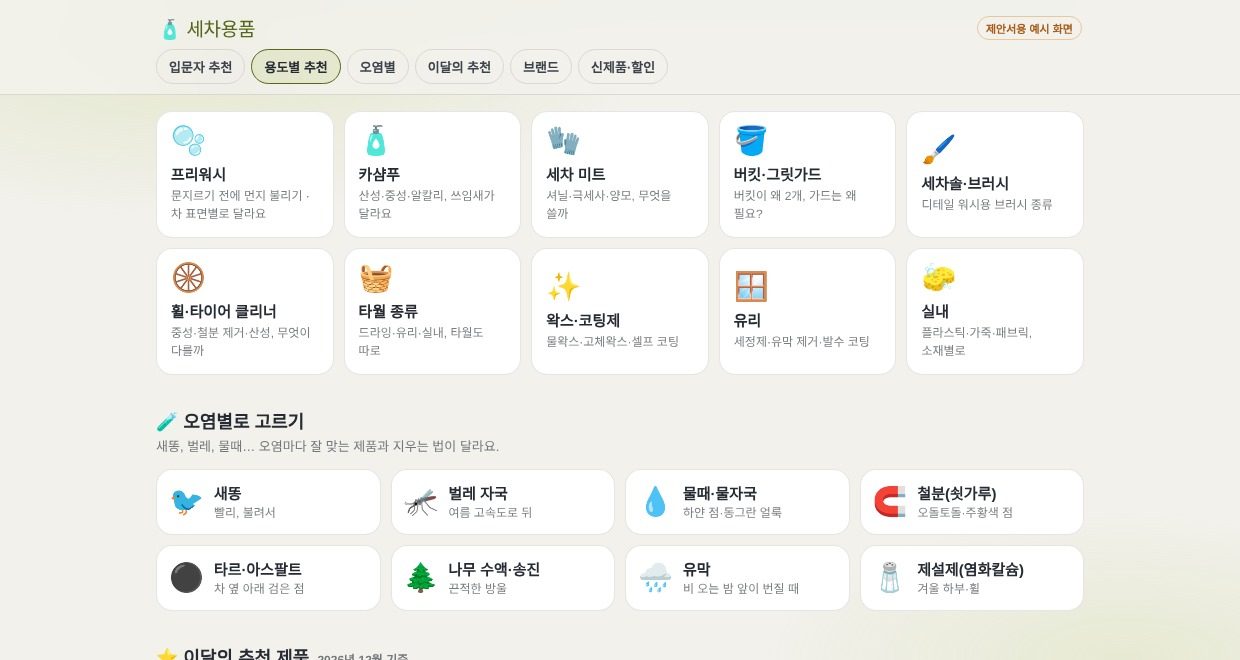 세차용품
제안서용 예시 화면
입문자 추천
용도별 추천
오염별
이달의 추천
브랜드
신제품·할인
프리워시
문지르기 전에 먼지 불리기 ·
차 표면별로 달라요
카샴푸
산성·중성·알칼리, 쓰임새가
달라요
세차 미트
셔닐·극세사·양모, 무엇을
쓸까
버킷·그릿가드
버킷이 왜 2개, 가드는 왜
필요?
세차솔·브러시
디테일 워시용 브러시 종류
휠·타이어 클리너
중성·철분 제거·산성, 무엇이
다를까
타월 종류
드라잉·유리·실내, 타월도
따로
왁스·코팅제
물왁스·고체왁스·셀프 코팅
유리
세정제·유막 제거·발수 코팅
실내
플라스틱·가죽·패브릭,
소재별로
오염별로 고르기
새똥, 벌레, 물때… 오염마다 잘 맞는 제품과 지우는 법이 달라요.
새똥
빨리, 불려서
벌레 자국
여름 고속도로 뒤
물때·물자국
하얀 점·동그란 얼룩
철분(쇳가루)
오돌토돌·주황색 점
타르·아스팔트
차 옆 아래 검은 점
나무 수액·송진
끈적한 방울
유막
비 오는 밤 앞이 번질 때
제설제(염화칼슘)
겨울 하부·휠
이달의 추천 제품 2026년 12월 기준